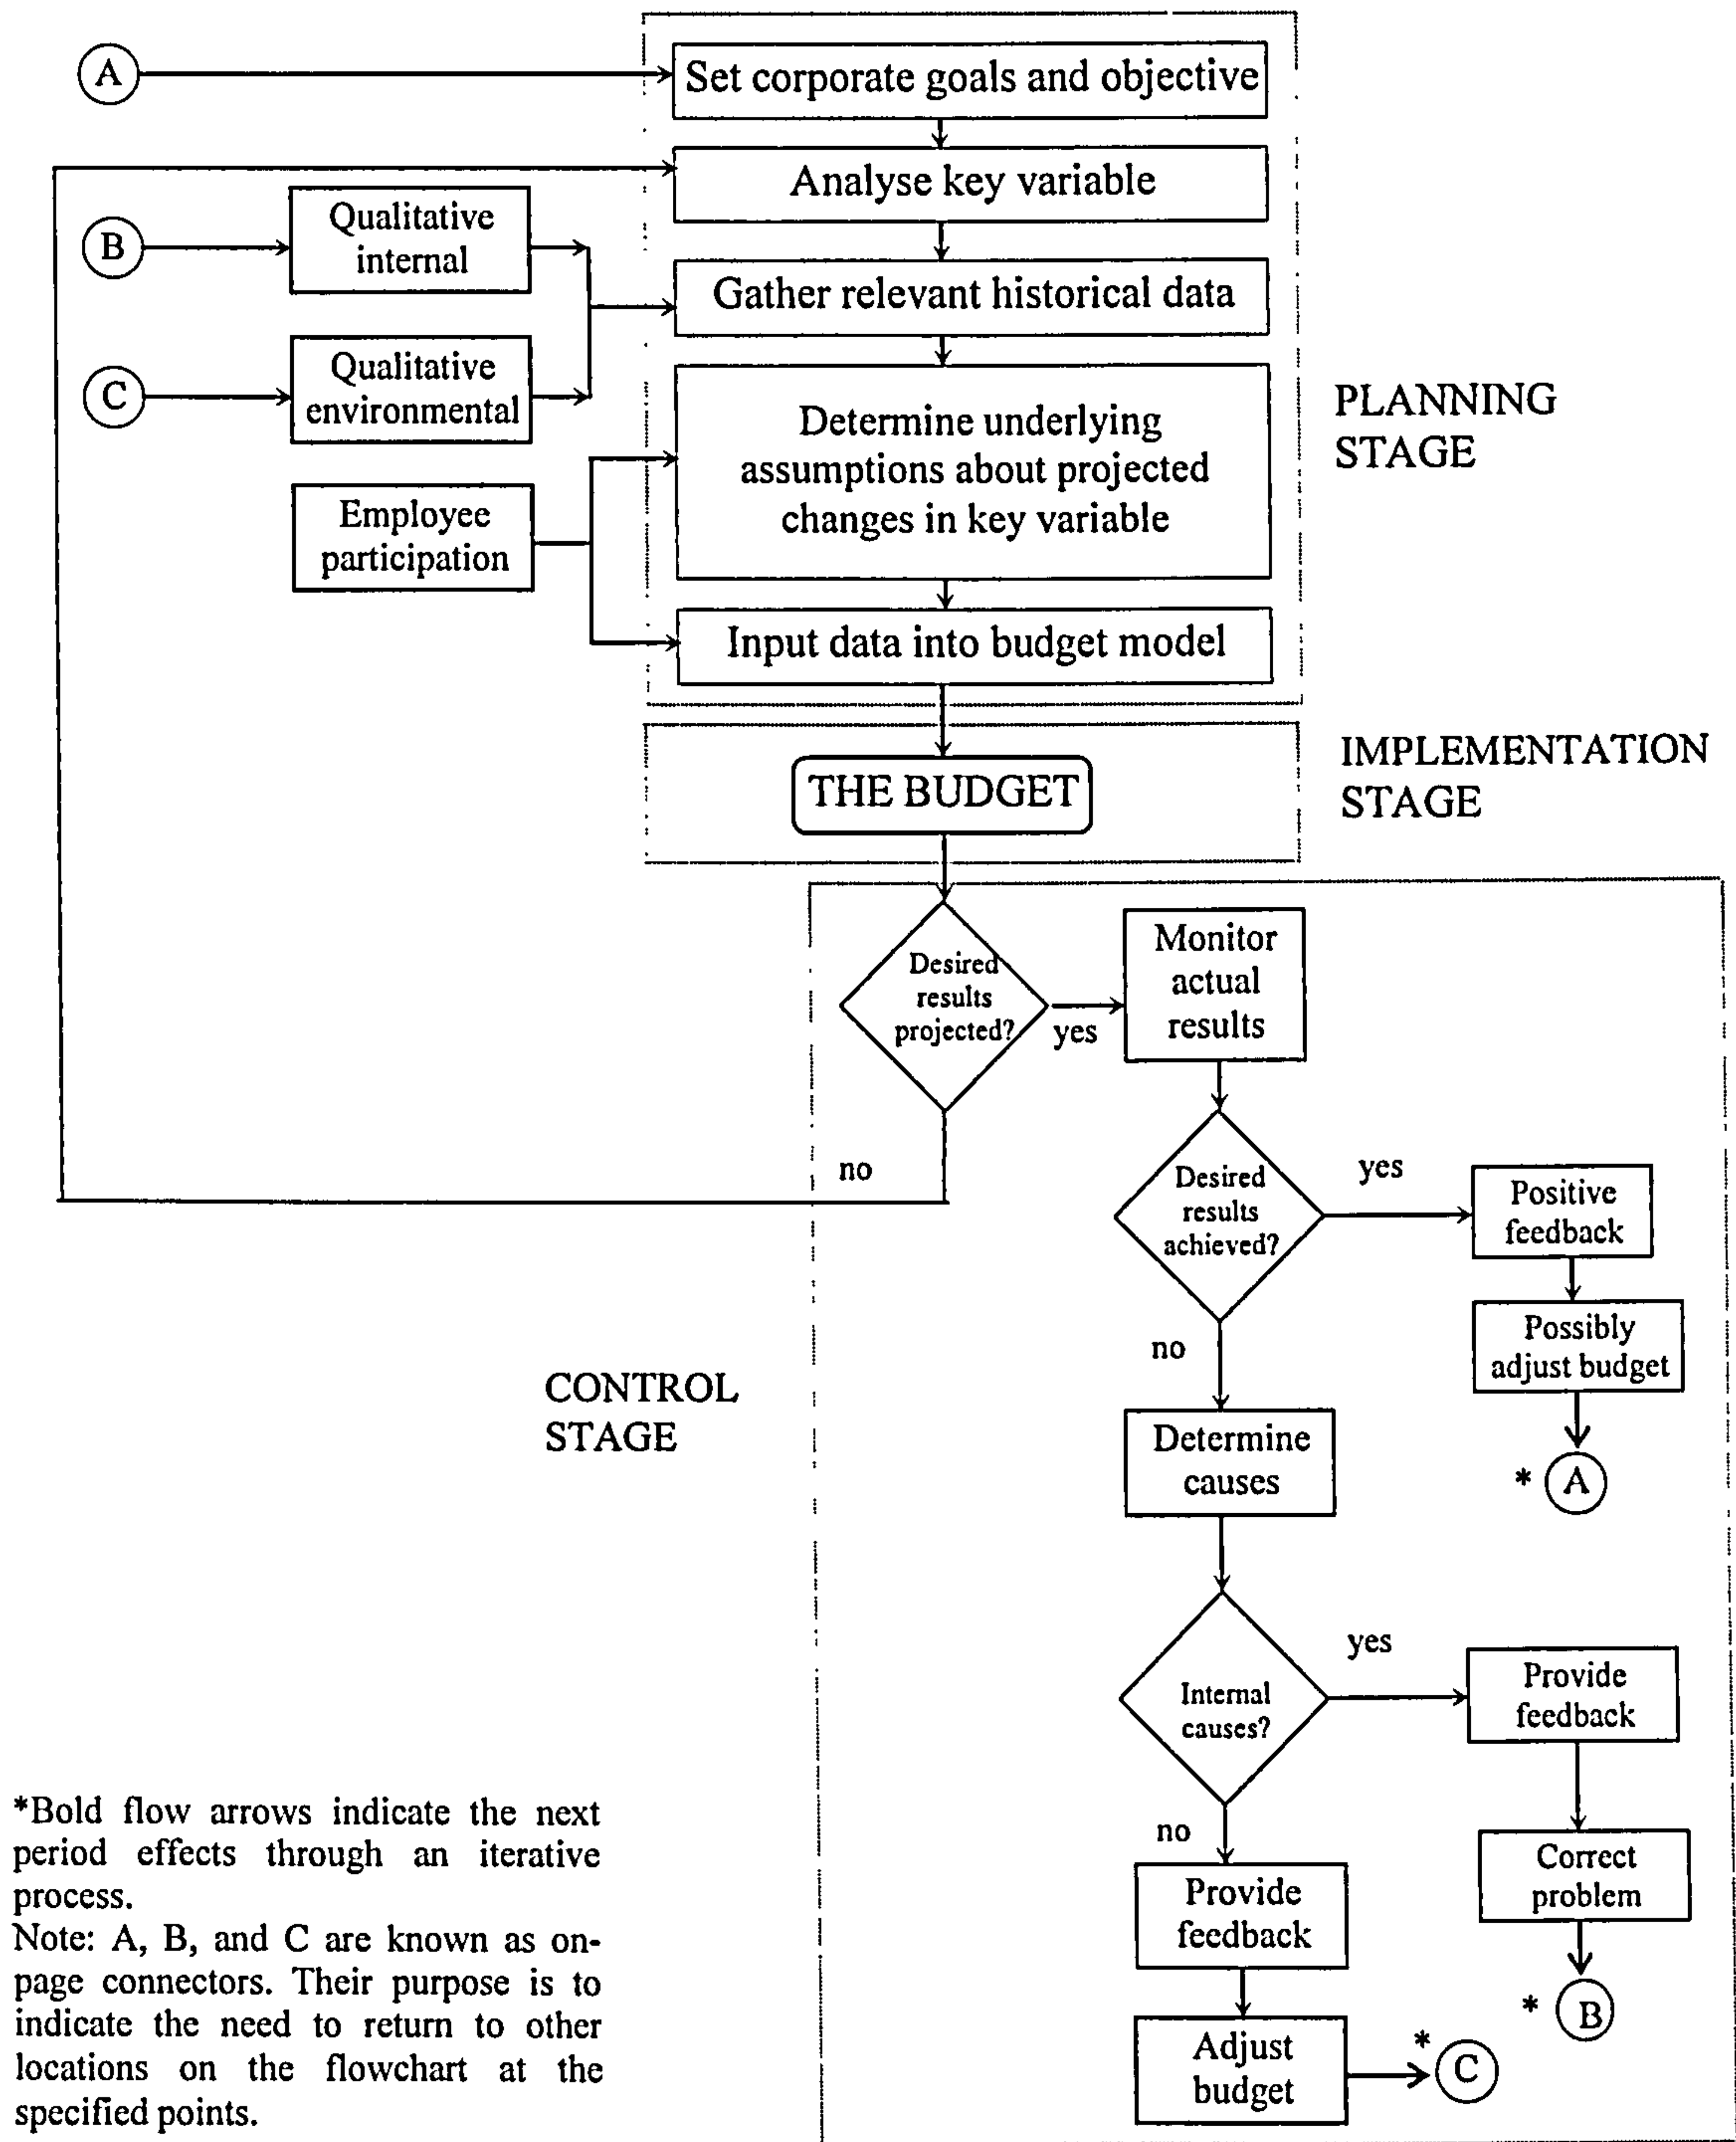 A
Set corporate goals and objective
Analyse key variable
B
Qualitative
internal
Gather relevant historical data
C
Qualitative
environmental
Determine underlying
assumptions about projected
changes in key variable
PLANNING
STAGE
Employee
participation
Input data into budget model
THE BUDGET
IMPLEMENTATION
STAGE
Desired
results
projected?
yes
Monitor
actual
results
no
Desired
results
achieved?
yes
Positive
feedback
Possibly
adjust budget
* A
no
CONTROL
STAGE
Determine
causes
Internal
causes?
yes
Provide
feedback
Correct
problem
* B
no
Provide
feedback
Adjust
budget
* C
*Bold flow arrows indicate the next
period effects through an iterative
process.
Note: A, B, and C are known as on-
page connectors. Their purpose is to
indicate the need to return to other
locations on the flowchart at the
specified points.